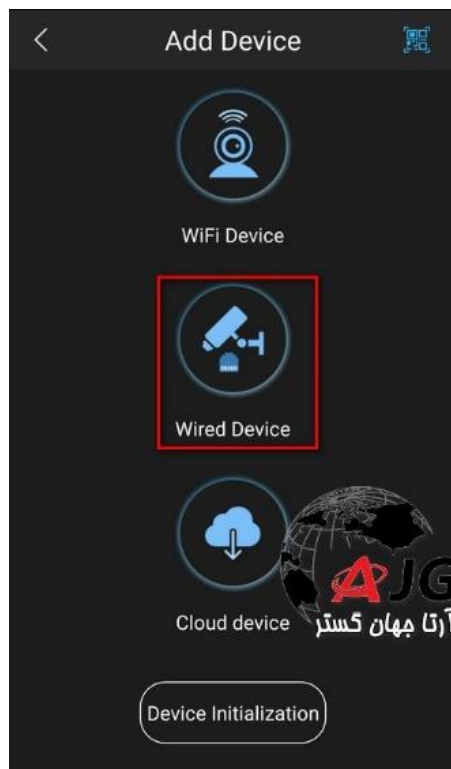 Add Device
WiFi Device
Wired Device
AJG
Cloud device
آرتا جهان گستر
Device Initialization